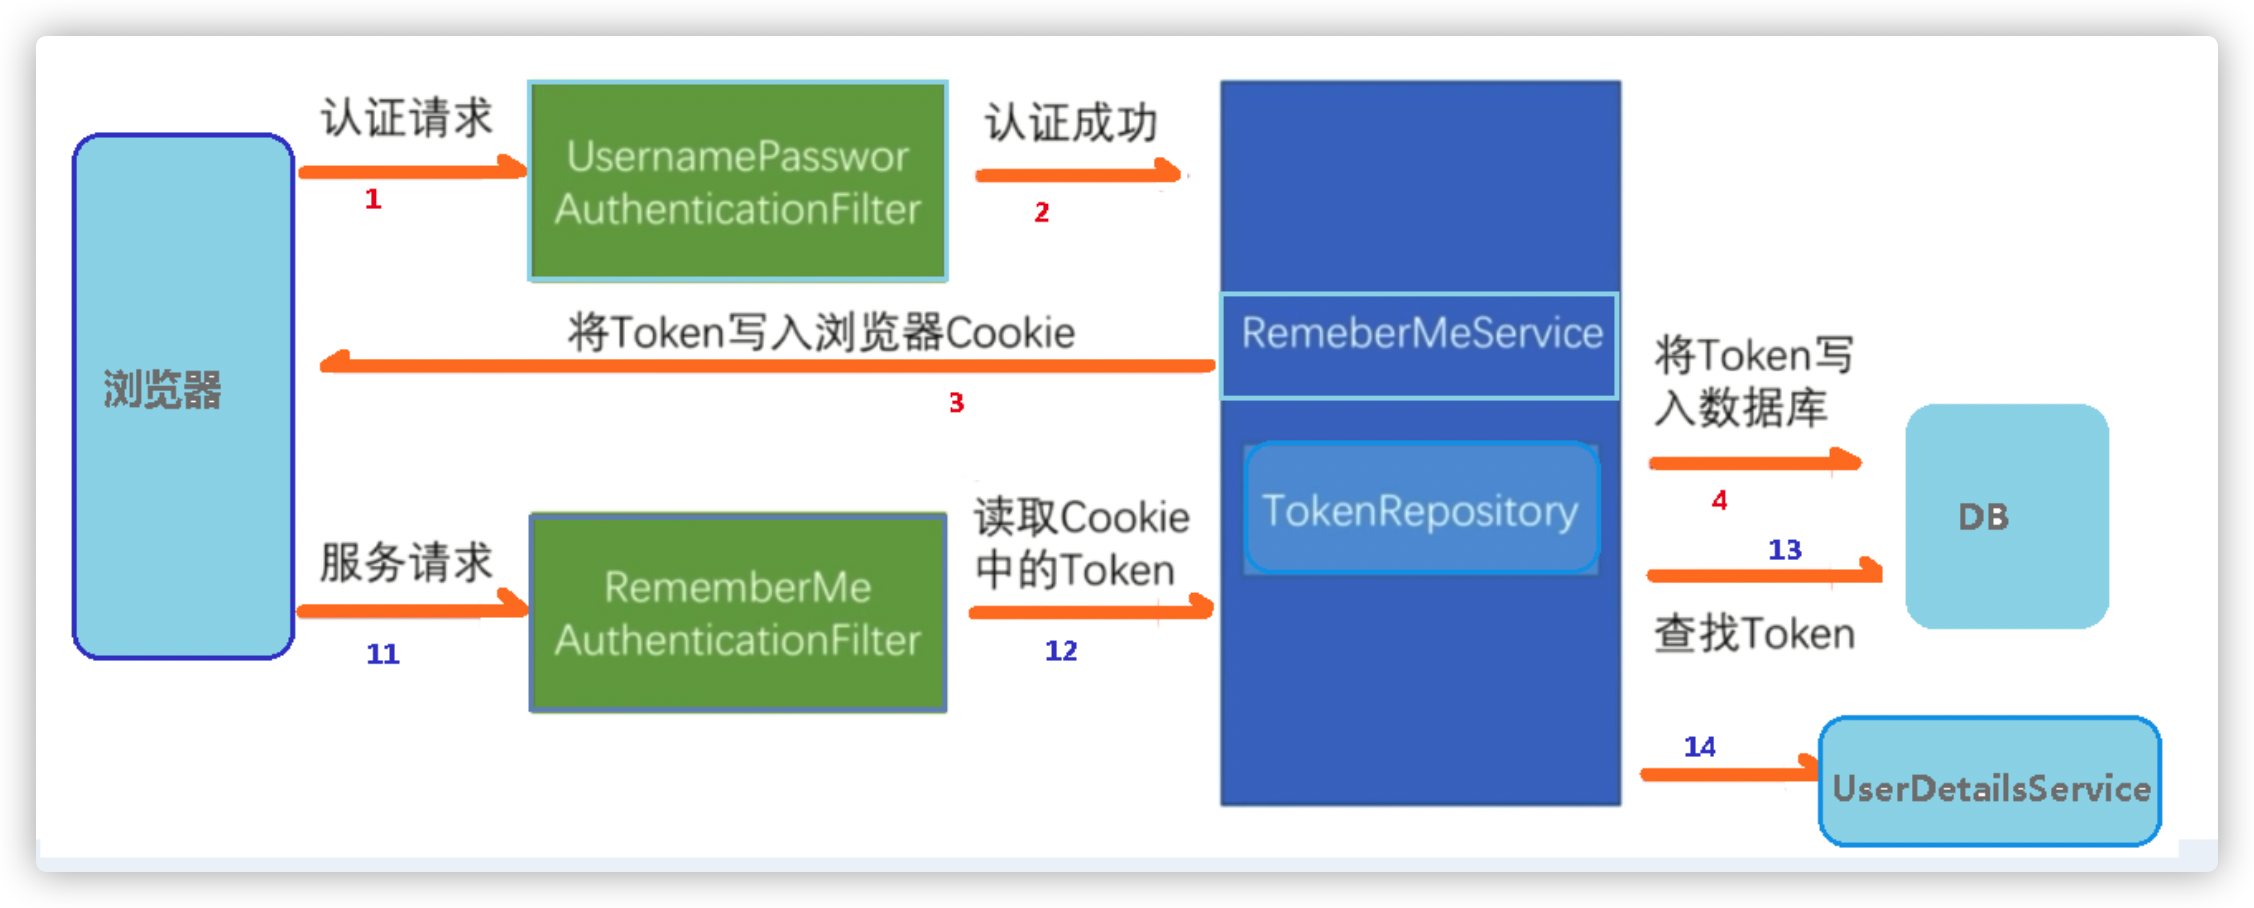 认证请求
1
UsernamePasswor
AuthenticationFilter
认证成功
2
将Token写入浏览器Cookie
3
浏览器
RemeberMeService
将Token写
入数据库
4
TokenRepository
DB
服务请求
11
RememberMe
AuthenticationFilter
读取Cookie
中的Token
12
13
查找Token
14
UserDetailsService